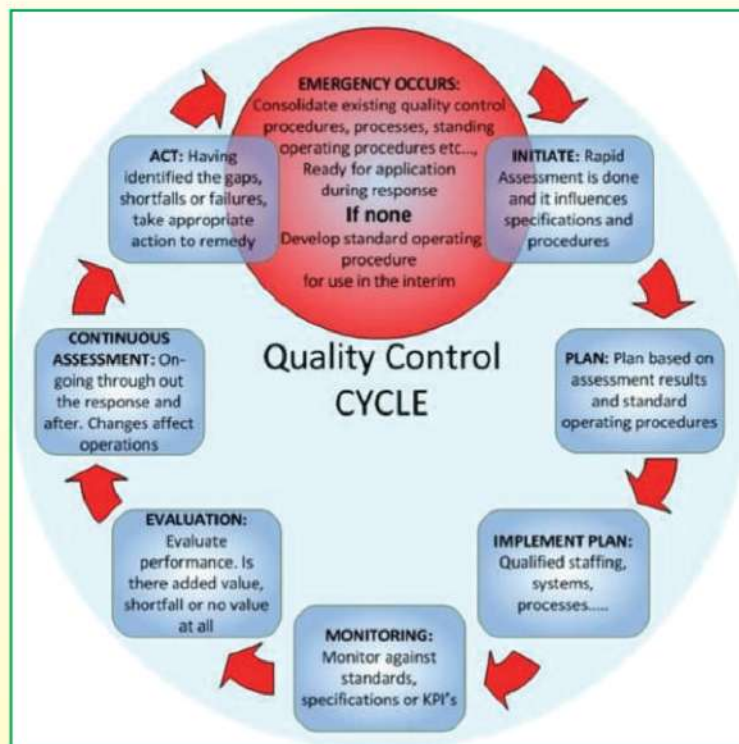 EMERGENCY OCCURS:
Consolidate existing quality control
procedures, processes, standing
operating procedures etc...,
Ready for application
during response
If none
Develop standard operating
procedure
for use in the interim
INITIATE: Rapid
Assessment is done
and it influences
specifications and
procedures
PLAN: Plan based on
assessment results
and standard
operating procedures
IMPLEMENT PLAN:
Qualified staffing,
systems,
processes.....
MONITORING:
Monitor against
standards,
specifications or KPI's
EVALUATION:
Evaluate
performance. Is
there added value,
shortfall or no value
at all
CONTINUOUS
ASSESSMENT: On-
going through out
the response and
after. Changes affect
operations
ACT: Having
identified the gaps,
shortfalls or failures,
take appropriate
action to remedy
Quality Control
CYCLE